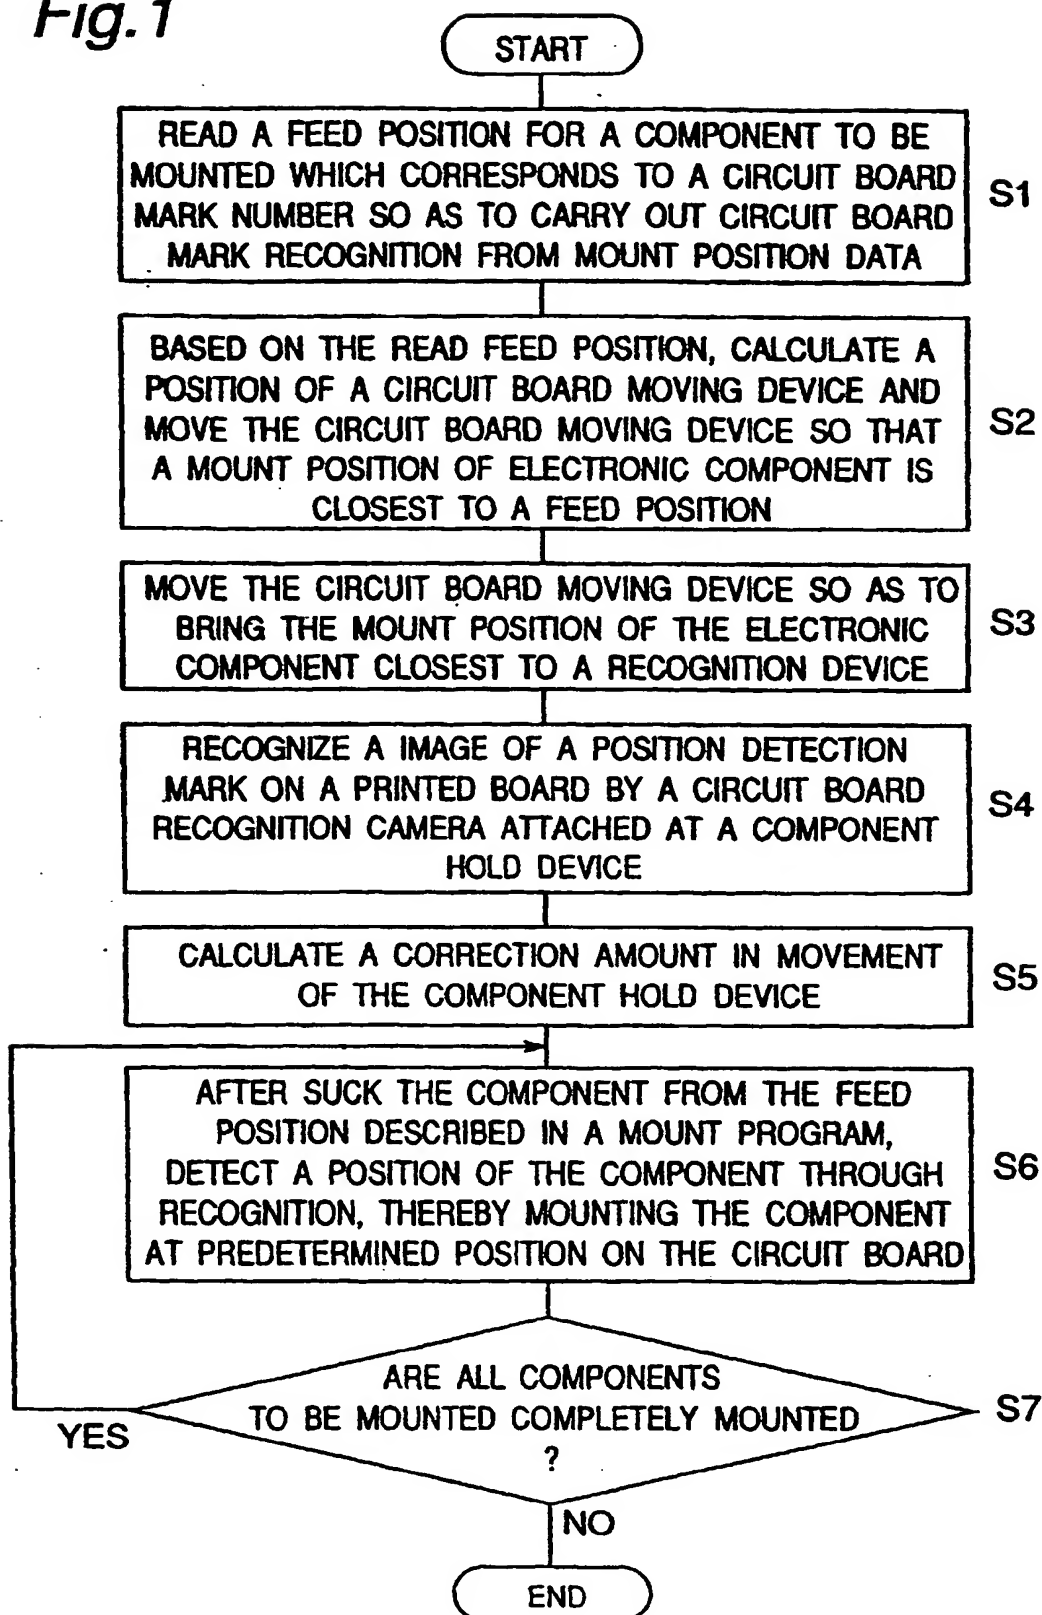 Fig.1
START
READ A FEED POSITION FOR A COMPONENT TO BE
MOUNTED WHICH CORRESPONDS TO A CIRCUIT BOARD
MARK NUMBER SO AS TO CARRY OUT CIRCUIT BOARD
MARK RECOGNITION FROM MOUNT POSITION DATA
S1
BASED ON THE READ FEED POSITION, CALCULATE A
POSITION OF A CIRCUIT BOARD MOVING DEVICE AND
MOVE THE CIRCUIT BOARD MOVING DEVICE SO THAT
A MOUNT POSITION OF ELECTRONIC COMPONENT IS
CLOSEST TO A FEED POSITION
S2
MOVE THE CIRCUIT BOARD MOVING DEVICE SO AS TO
BRING THE MOUNT POSITION OF THE ELECTRONIC
COMPONENT CLOSEST TO A RECOGNITION DEVICE
S3
RECOGNIZE A IMAGE OF A POSITION DETECTION
MARK ON A PRINTED BOARD BY A CIRCUIT BOARD
RECOGNITION CAMERA ATTACHED AT A COMPONENT
HOLD DEVICE
S4
CALCULATE A CORRECTION AMOUNT IN MOVEMENT
OF THE COMPONENT HOLD DEVICE
S5
AFTER SUCK THE COMPONENT FROM THE FEED
POSITION DESCRIBED IN A MOUNT PROGRAM,
DETECT A POSITION OF THE COMPONENT THROUGH
RECOGNITION, THEREBY MOUNTING THE COMPONENT
AT PREDETERMINED POSITION ON THE CIRCUIT BOARD
S6
ARE ALL COMPONENTS
TO BE MOUNTED COMPLETELY MOUNTED
?
S7
YES
NO
END